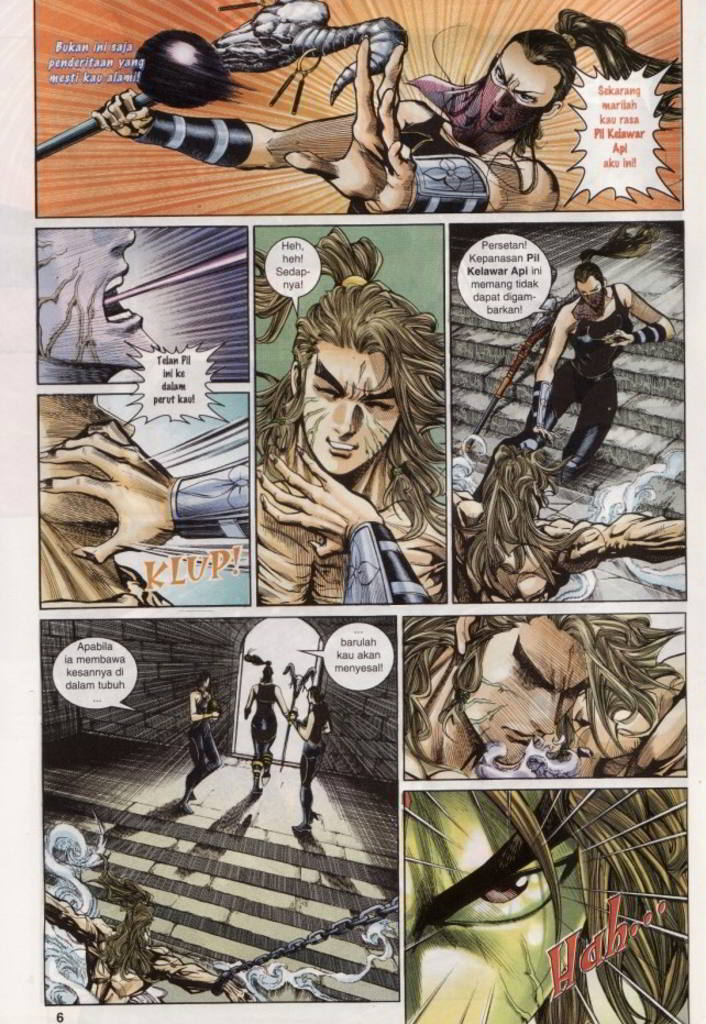 Bukan ini saja
penderitaan yang
mesti kau alami!
Sekarang
marilah
kau rasa
Pil Kelawar
Api
aku ini!
Telan Pil
ini ke
dalam
perut kau!
KLUP!
Heh,
heh!
Sedap-
nya!
Persetan!
Kepanasan Pil
Kelawar Api ini
memang tidak
dapat digam-
barkan!
Apabila
ia membawa
kesannya di
dalam tubuh
...
...
barulah
kau akan
menyesal!
Hah...
6